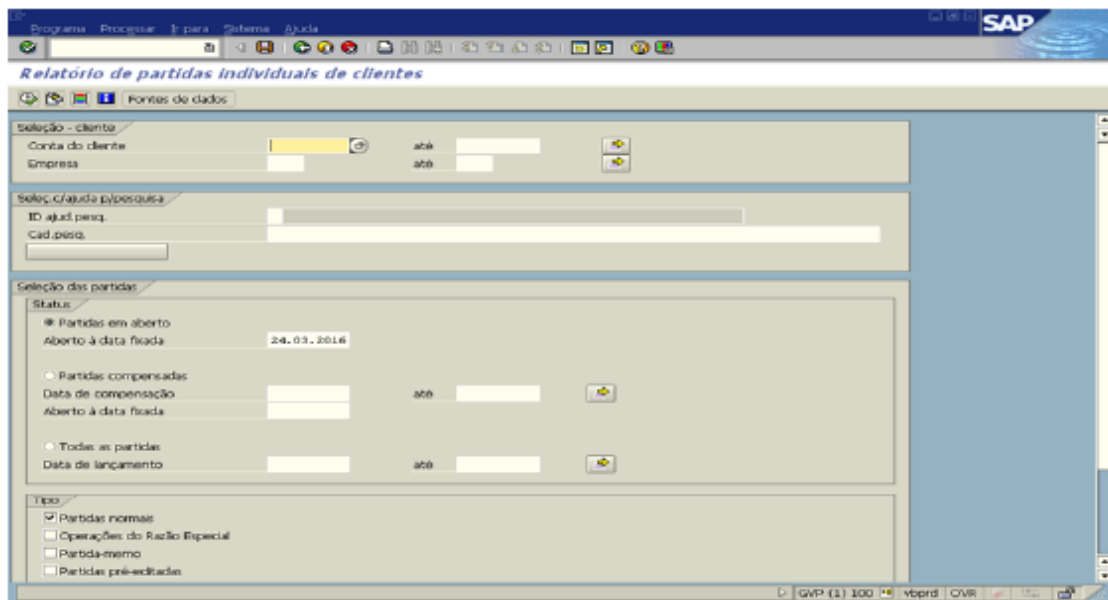 Programa Processar Ir para Sistema Ajuda
SAP
Relatório de partidas individuais de clientes
Fontes de dados
Seleção - cliente
Conta do cliente até
Empresa até
Seleç.c/ajuda p/pesquisa
ID ajud.pesq.
Cad.pesq.
Seleção das partidas
Status
Partidas em aberto
Aberto à data fixada 24.03.2016
Partidas compensadas
Data de compensação até
Aberto à data fixada
Todas as partidas
Data de lançamento até
Tipo
Partidas normais
Operações do Razão Especial
Partida-memo
Partidas pré-editadas
GVP (1) 100 vbprd OVR